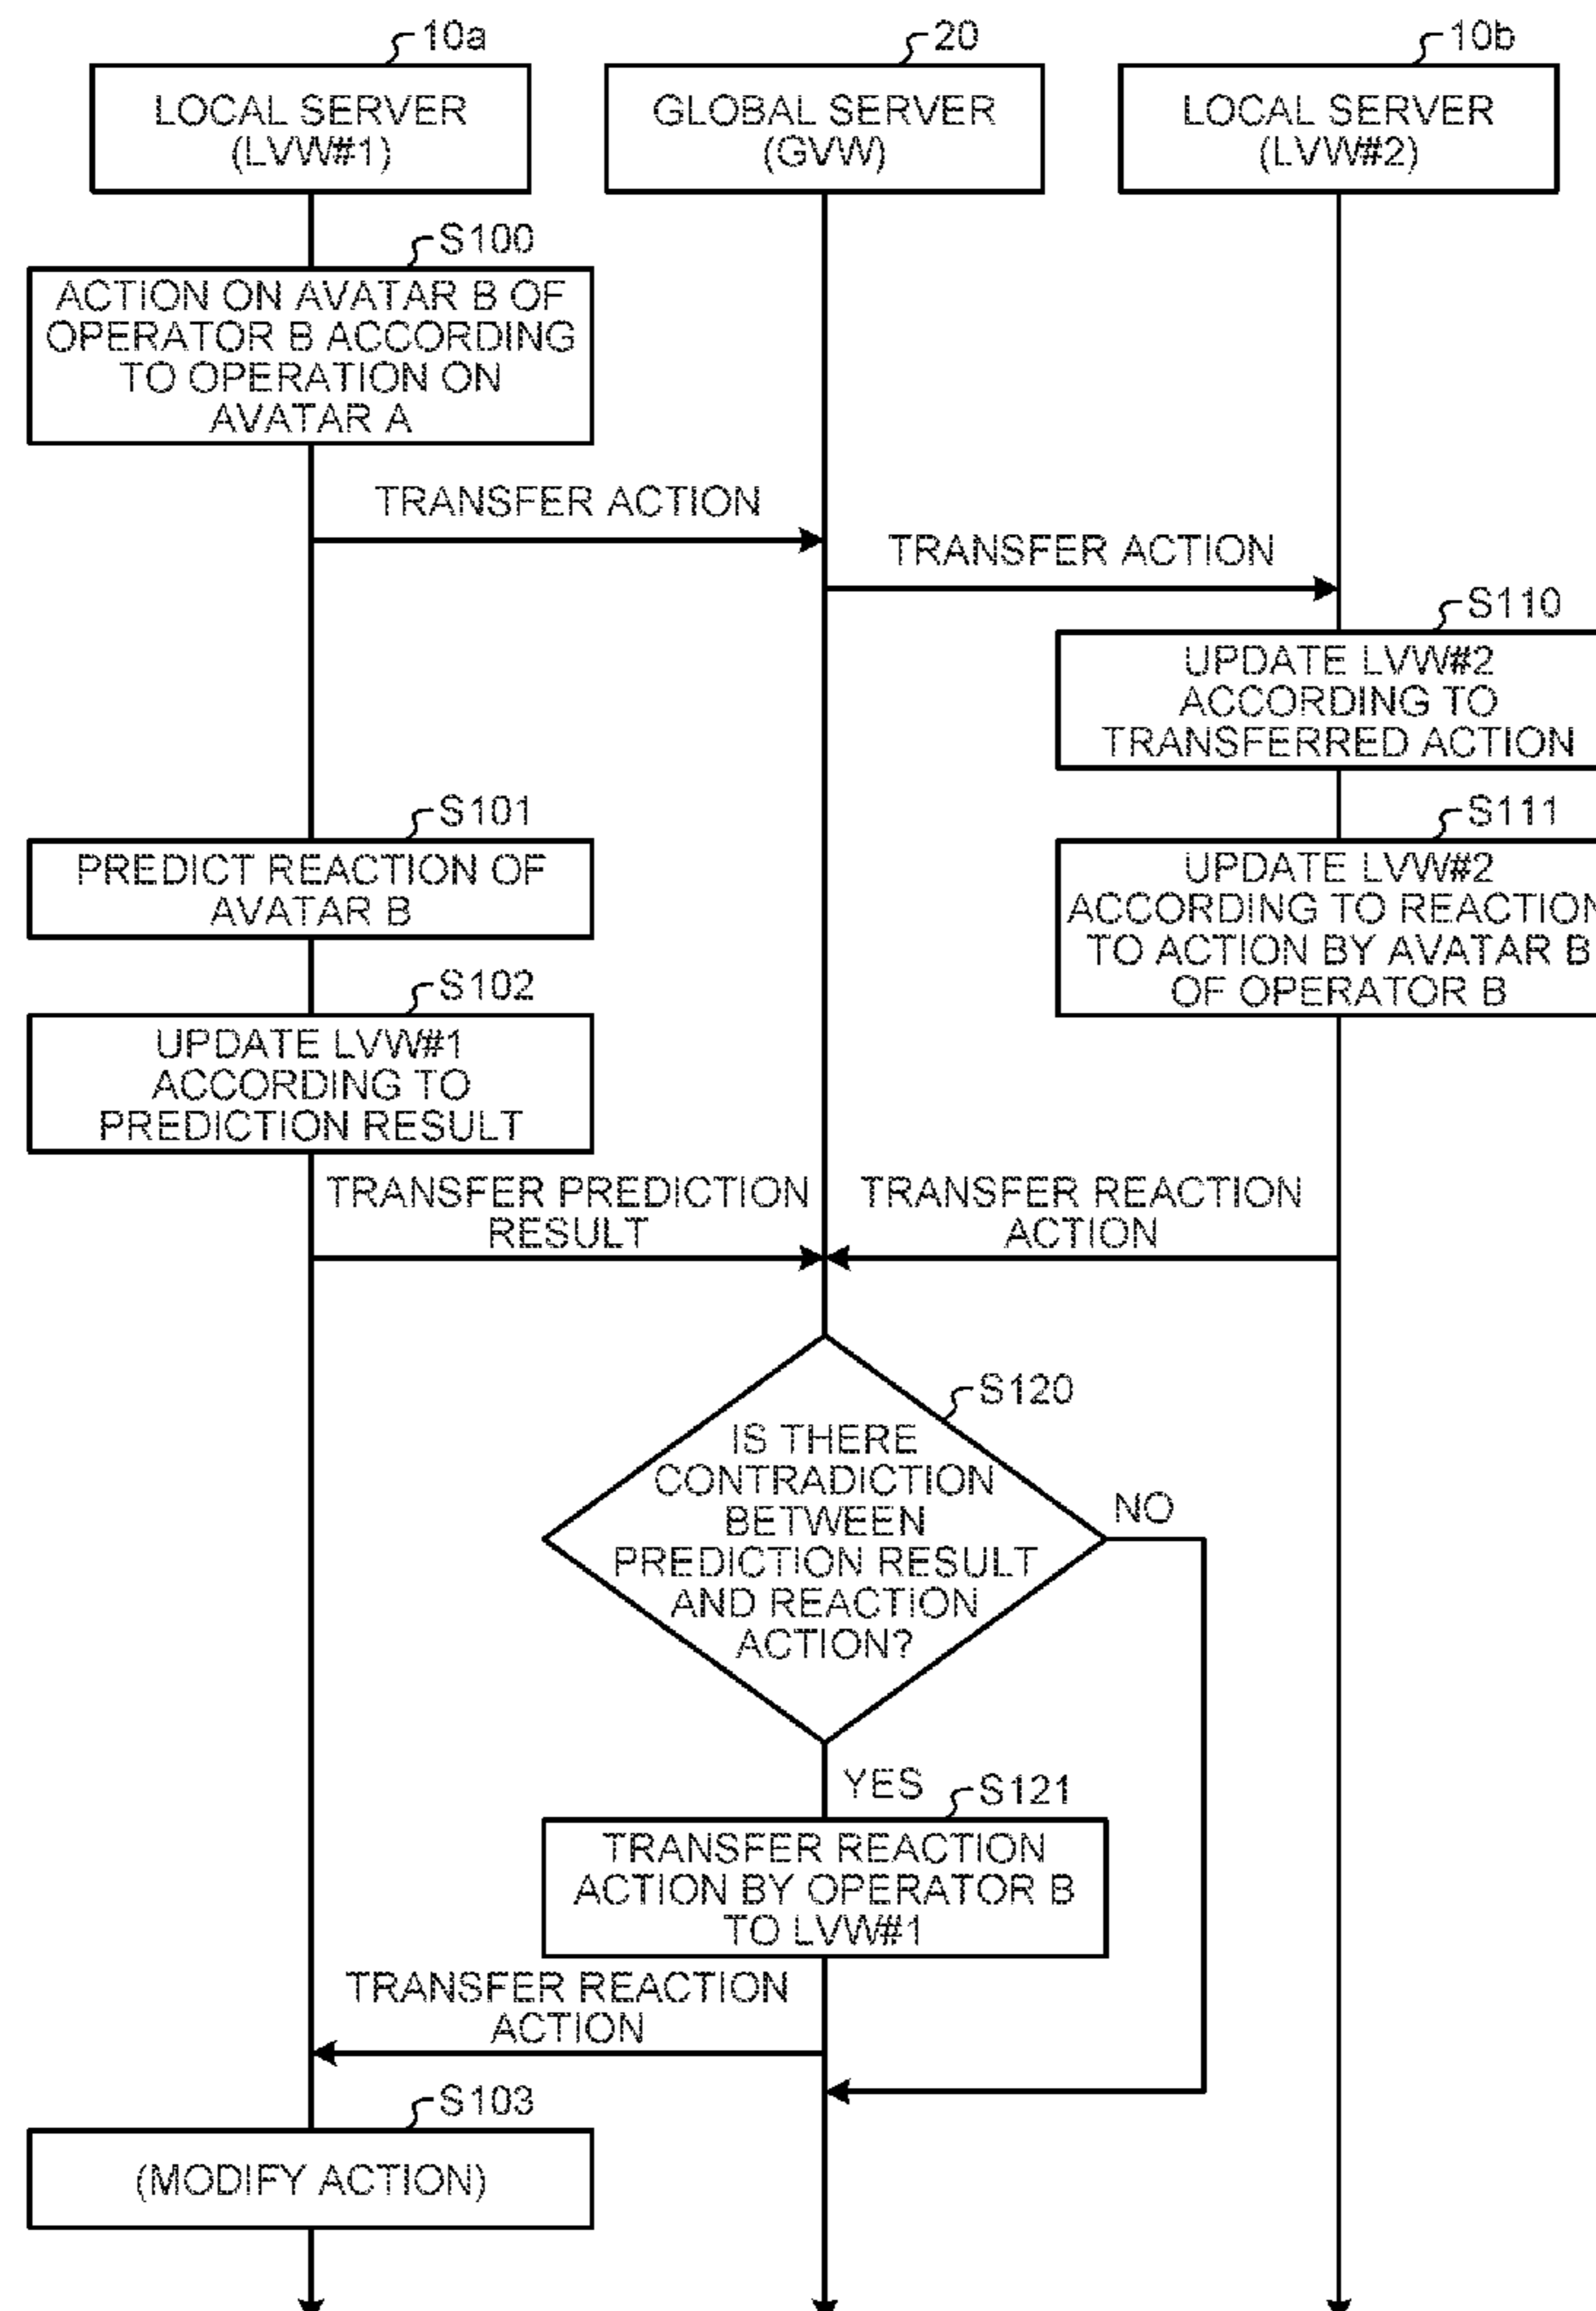 10a
20
10b
LOCAL SERVER
(LVW#1)
GLOBAL SERVER
(GVW)
LOCAL SERVER
(LVW#2)
S100
ACTION ON AVATAR B OF
OPERATOR B ACCORDING
TO OPERATION ON
AVATAR A
TRANSFER ACTION
TRANSFER ACTION
S110
UPDATE LVW#2
ACCORDING TO
TRANSFERRED ACTION
S101
PREDICT REACTION OF
AVATAR B
S111
UPDATE LVW#2
ACCORDING TO REACTION
TO ACTION BY AVATAR B
OF OPERATOR B
S102
UPDATE LVW#1
ACCORDING TO
PREDICTION RESULT
TRANSFER PREDICTION
RESULT
TRANSFER REACTION
ACTION
S120
IS THERE
CONTRADICTION
BETWEEN
PREDICTION RESULT
AND REACTION
ACTION?
NO
YES
S121
TRANSFER REACTION
ACTION BY OPERATOR B
TO LVW#1
TRANSFER REACTION
ACTION
S103
(MODIFY ACTION)